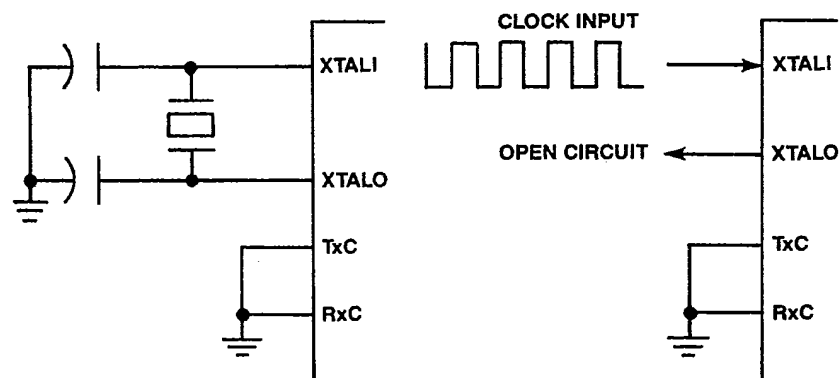 XTALI
XTALO
TxC
RxC
CLOCK INPUT
OPEN CIRCUIT
XTALI
XTALO
TxC
RxC